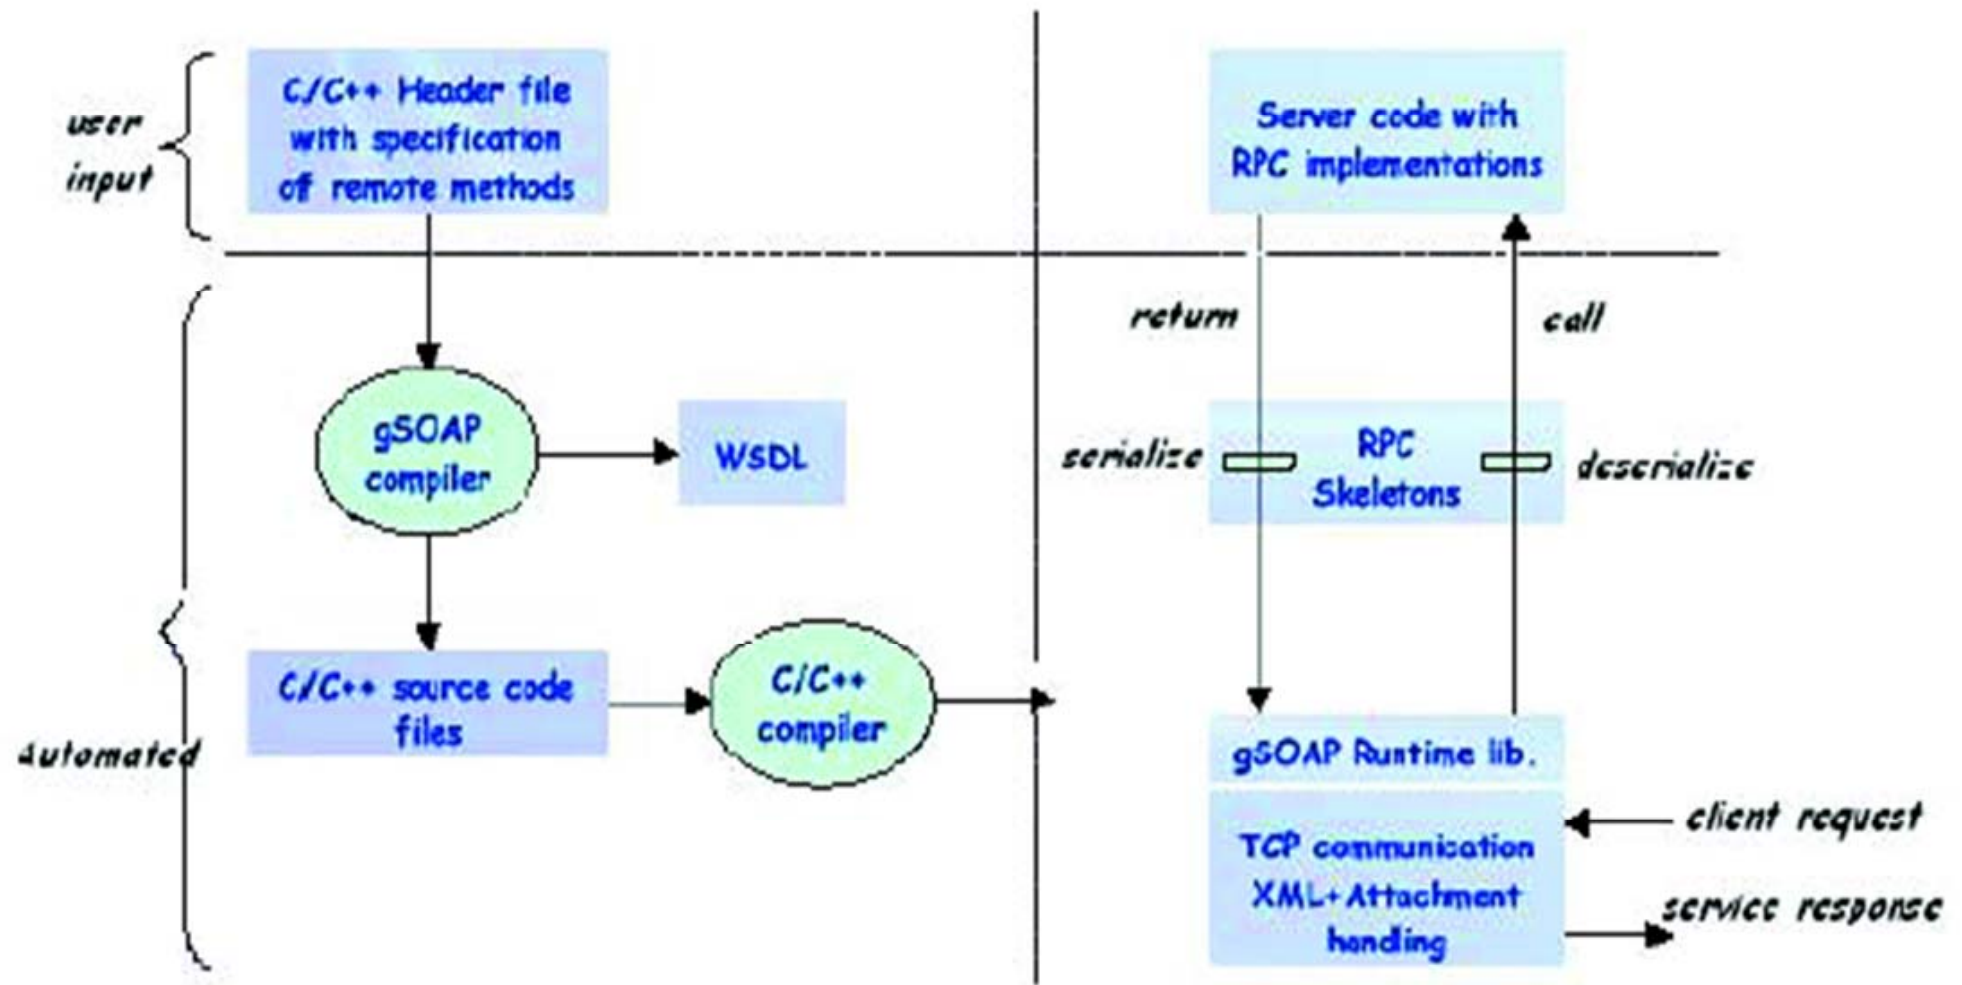 user
input
C/C++ Header file
with specification
of remote methods
Server code with
RPC implementations
return
call
gSOAP
compiler
WSDL
serialize
RPC
Skeletons
deserialize
Automated
C/C++ source code
files
C/C++
compiler
gSOAP Runtime lib.
TCP communication
XML+Attachment
handling
client request
service response